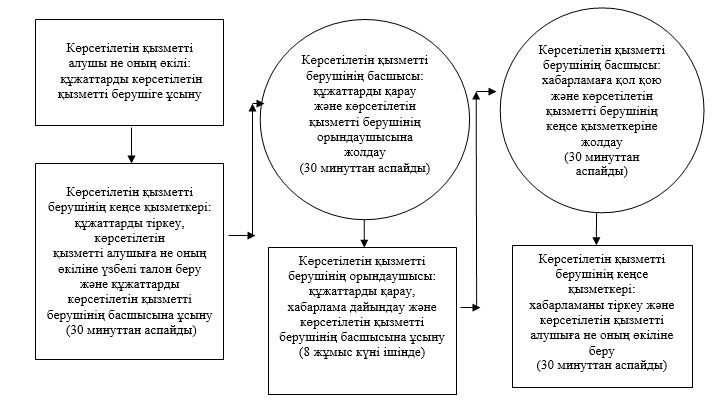 Көрсетілетін қызметті
алушы не оның өкілі:
құжаттарды көрсетілетін
қызметті берушіге ұсыну
Көрсетілетін қызметті
берушінің кеңсе қызметкері:
құжаттарды тіркеу,
көрсетілетін
қызметті алушыға не оның
өкіліне үзбелі талон беру
және құжаттарды
көрсетілетін қызметті
берушінің басшысына ұсыну
(30 минуттан аспайды)
Көрсетілетін қызметті
берушінің басшысы:
құжаттарды қарау
және көрсетілетін
қызметті берушінің
орындаушысына
жолдау
(30 минуттан аспайды)
Көрсетілетін қызметті
берушінің орындаушысы:
құжаттарды қарау,
хабарлама дайындау және
көрсетілетін қызметті
берушінің басшысына ұсыну
(8 жұмыс күні ішінде)
Көрсетілетін қызметті
берушінің басшысы:
хабарламаға қол қою
және көрсетілетін
қызметті берушінің
кеңсе қызметкеріне
жолдау
(30 минуттан
аспайды)
Көрсетілетін қызметті
берушінің кеңсе
қызметкері:
хабарламаны тіркеу және
көрсетілетін қызметті
алушыға не оның өкіліне
беру
(30 минуттан аспайды)